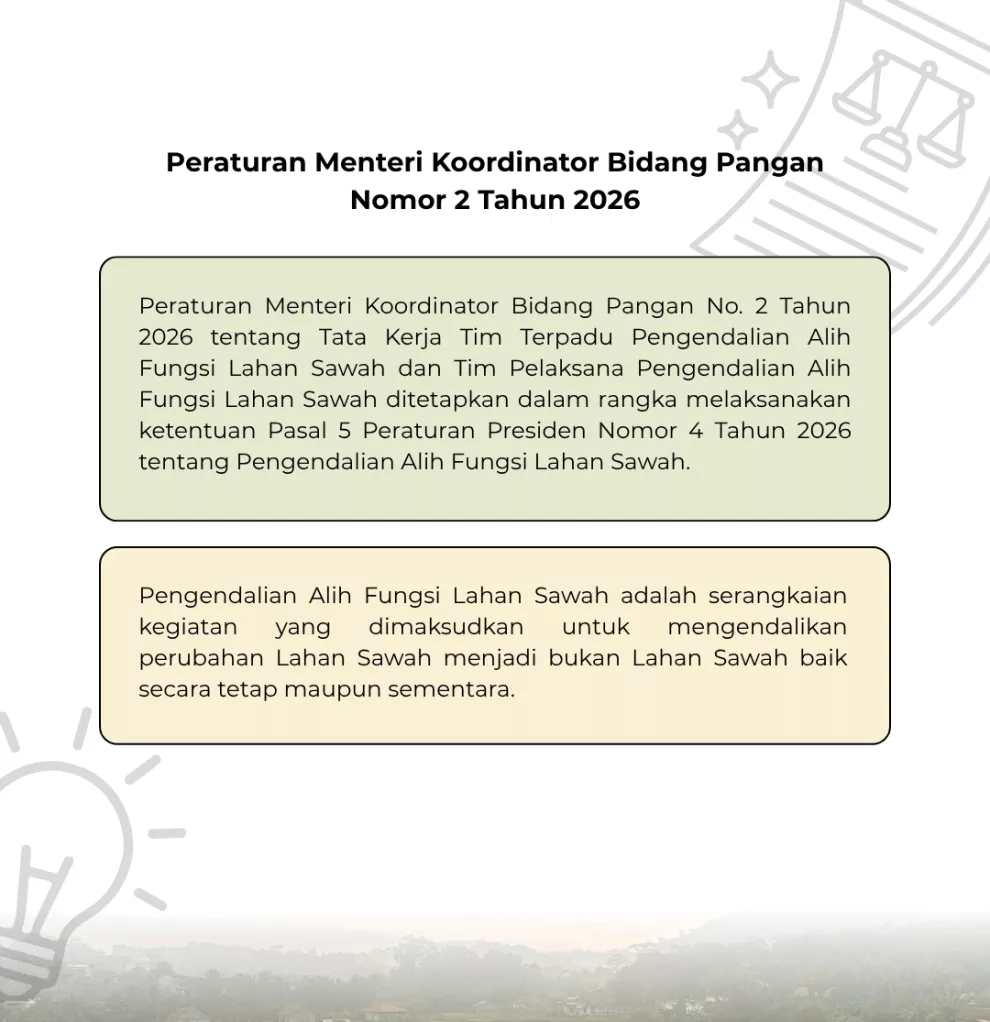 Peraturan Menteri Koordinator Bidang Pangan
Nomor 2 Tahun 2026
Peraturan Menteri Koordinator Bidang Pangan No. 2 Tahun
2026 tentang Tata Kerja Tim Terpadu Pengendalian Alih
Fungsi Lahan Sawah dan Tim Pelaksana Pengendalian Alih
Fungsi Lahan Sawah ditetapkan dalam rangka melaksanakan
ketentuan Pasal 5 Peraturan Presiden Nomor 4 Tahun 2026
tentang Pengendalian Alih Fungsi Lahan Sawah.
Pengendalian Alih Fungsi Lahan Sawah adalah serangkaian
kegiatan yang dimaksudkan untuk mengendalikan
perubahan Lahan Sawah menjadi bukan Lahan Sawah baik
secara tetap maupun sementara.